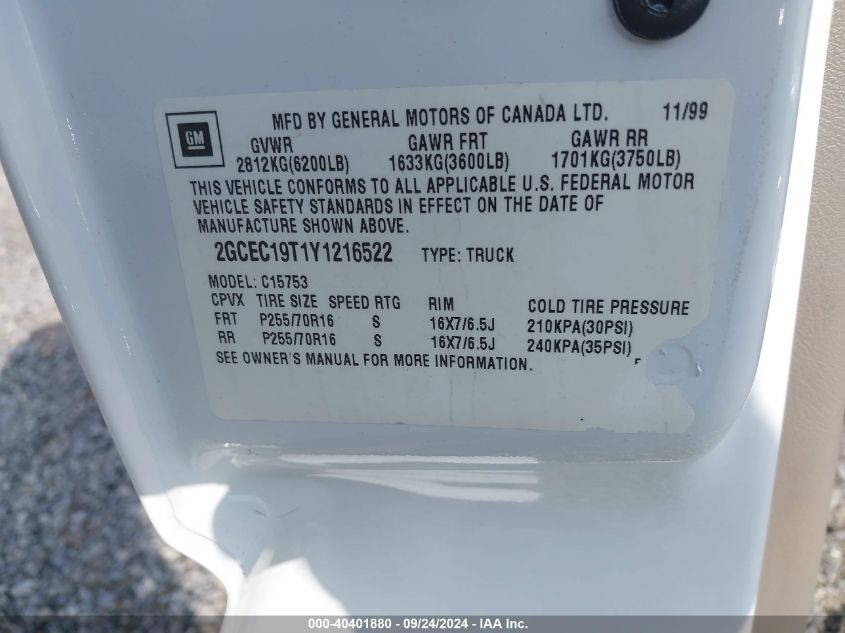 GM
MFD BY GENERAL MOTORS OF CANADA LTD. 11/99
GVWR GAWR FRT GAWR RR
2812KG(6200LB) 1633KG(3600LB) 1701KG(3750LB)
THIS VEHICLE CONFORMS TO ALL APPLICABLE U.S. FEDERAL MOTOR
VEHICLE SAFETY STANDARDS IN EFFECT ON THE DATE OF
MANUFACTURE SHOWN ABOVE.
2GCEC19T1Y1216522 TYPE: TRUCK
MODEL: C15753
CPVX TIRE SIZE SPEED RTG RIM COLD TIRE PRESSURE
FRT P255/70R16 S 16X7/6.5J 210KPA(30PSI)
RR P255/70R16 S 16X7/6.5J 240KPA(35PSI)
SEE OWNER'S MANUAL FOR MORE INFORMATION.
000-40401880 - 09/24/2024 - IAA Inc.